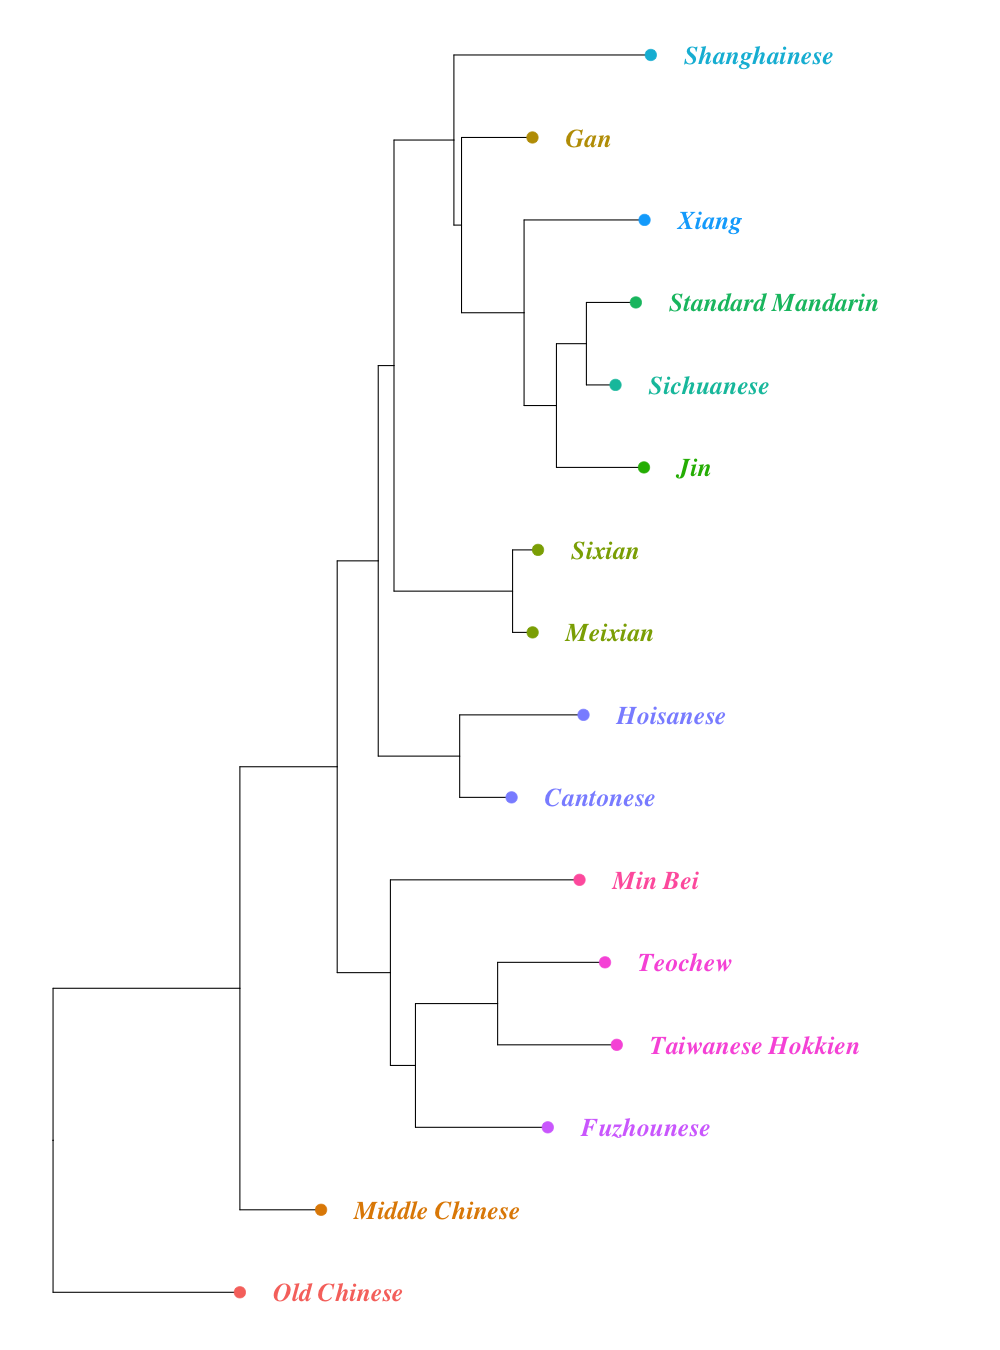 Shanghainese
Gan
Xiang
Standard Mandarin
Sichuanese
Jin
Sixian
Meixian
Hoisanese
Cantonese
Min Bei
Teochew
Taiwanese Hokkien
Fuzhounese
Middle Chinese
Old Chinese